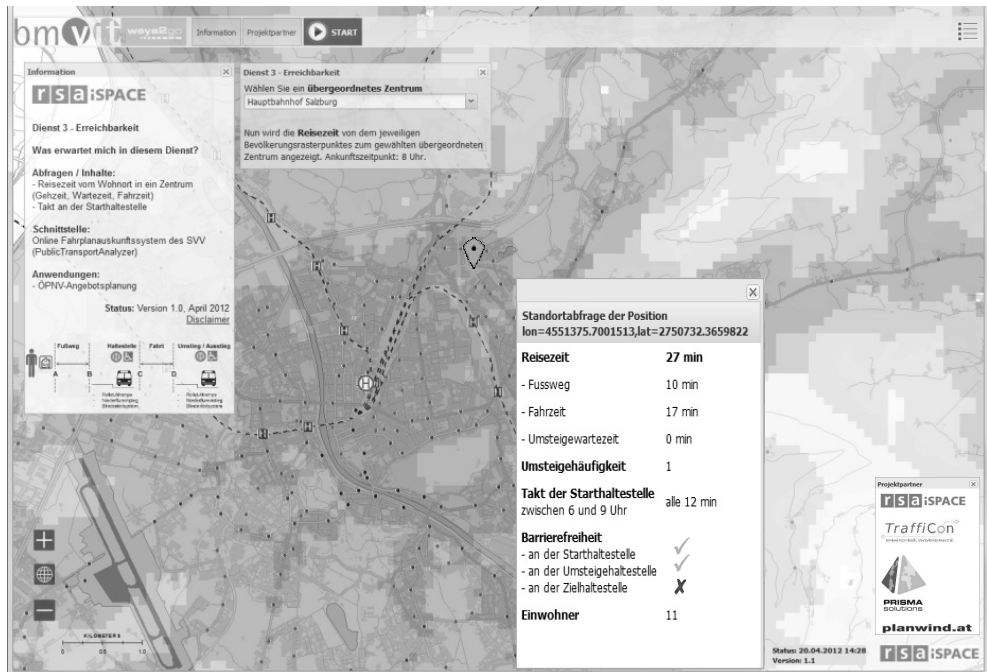 bmvit
ways2go
Information
Projektpartner
START
Information
rsa iSPACE
Dienst 3 - Erreichbarkeit
Was erwartet mich in diesem Dienst?
Abfragen / Inhalte:
- Reisezeit vom Wohnort in ein Zentrum
(Gehzeit, Wartezeit, Fahrzeit)
- Takt an der Starthaltestelle
Schnittstelle:
Online Fahrplanauskunftssystem des SVV
(PublicTransportAnalyzer)
Anwendungen:
- ÖPNV-Angebotsplanung
Status: Version 1.0, April 2012
Disclaimer
Fußweg Haltestelle Fahrt Umstieg / Ausstieg
A B C D
Dienst 3 - Erreichbarkeit
Wählen Sie ein übergeordnetes Zentrum
Hauptbahnhof Salzburg
Nun wird die Reisezeit von dem jeweiligen
Bevölkerungsrasterpunktes zum gewählten übergeordneten
Zentrum angezeigt. Ankunftszeitpunkt: 8 Uhr.
Standortabfrage der Position
lon=4551375.7001513,lat=2750732.3659822
Reisezeit 27 min
- Fussweg 10 min
- Fahrzeit 17 min
- Umsteigewartezeit 0 min
Umsteigehäufigkeit 1
Takt der Starthaltestelle
zwischen 6 und 9 Uhr alle 12 min
Barrierefreiheit
- an der Starthaltestelle
- an der Umsteigehaltestelle
- an der Zielhaltestelle
Einwohner 11
Projektpartner
rsa iSPACE
TraffiCon
PRISMA
solutions
planwind.at
KILOMETERS
0 0.5 1.0
Status: 20.04.2012 14:28
Version: 1.1
rsa iSPACE